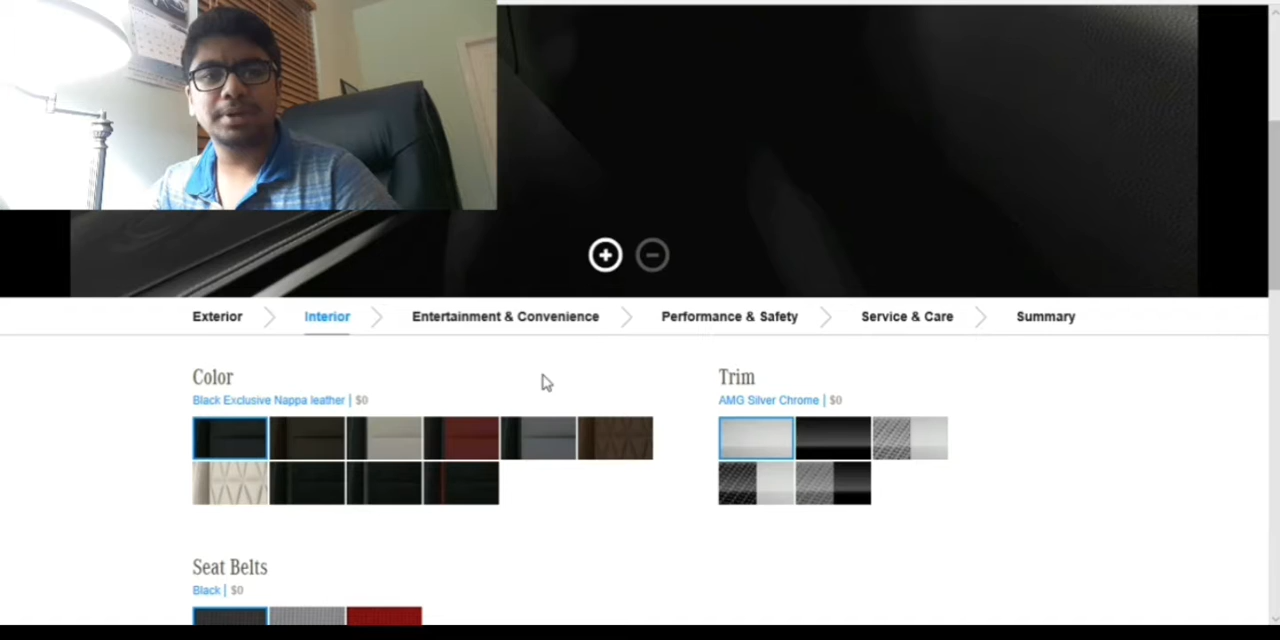 Exterior
Interior
Entertainment & Convenience
Performance & Safety
Service & Care
Summary
Color
Black Exclusive Nappa leather | $0
Trim
AMG Silver Chrome | $0
Seat Belts
Black | $0